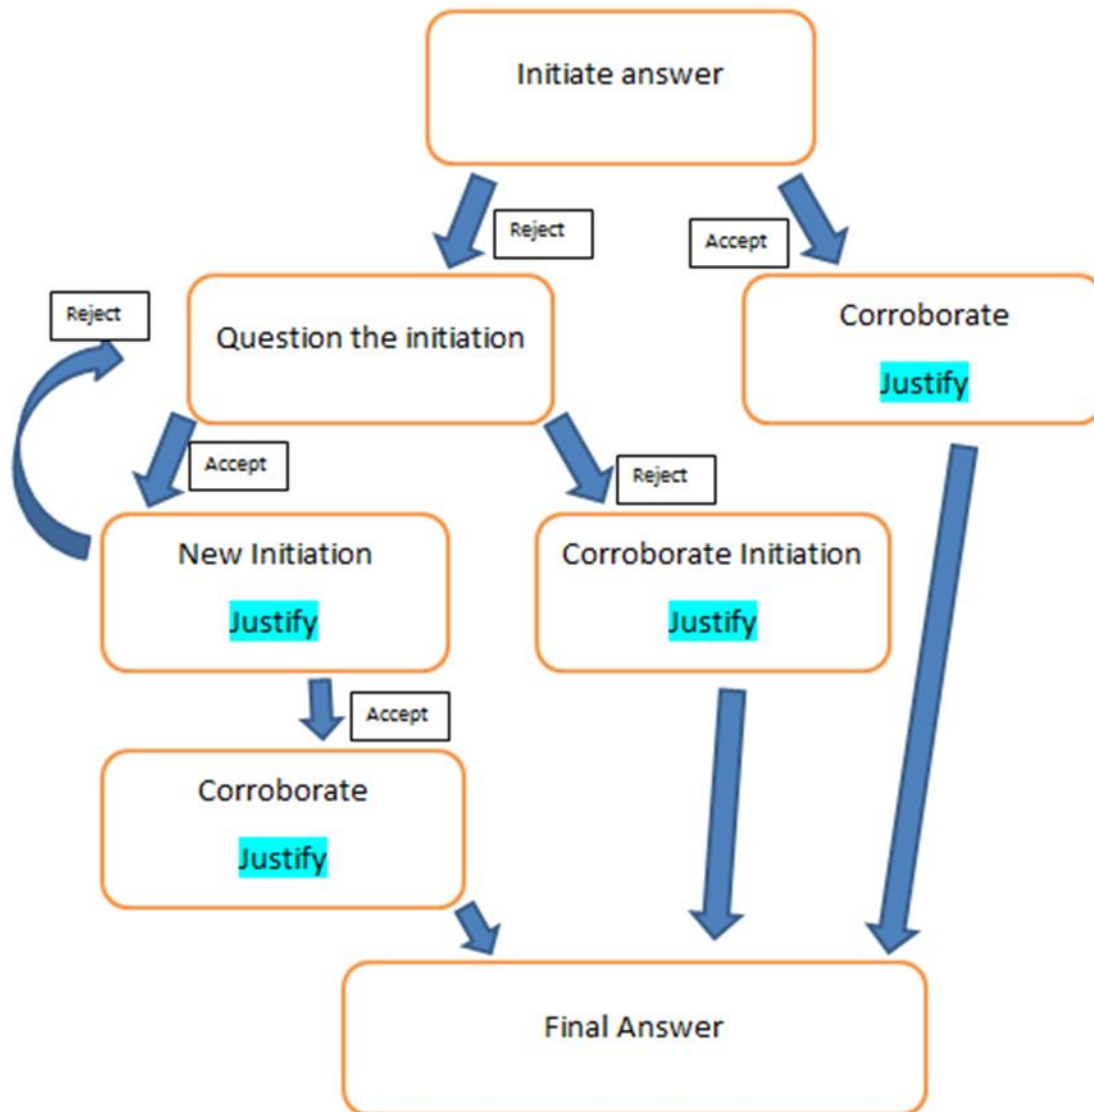 Initiate answer
Reject
Accept
Reject
Question the initiation
Corroborate
Justify
Accept
Reject
New Initiation
Justify
Corroborate Initiation
Justify
Accept
Corroborate
Justify
Final Answer